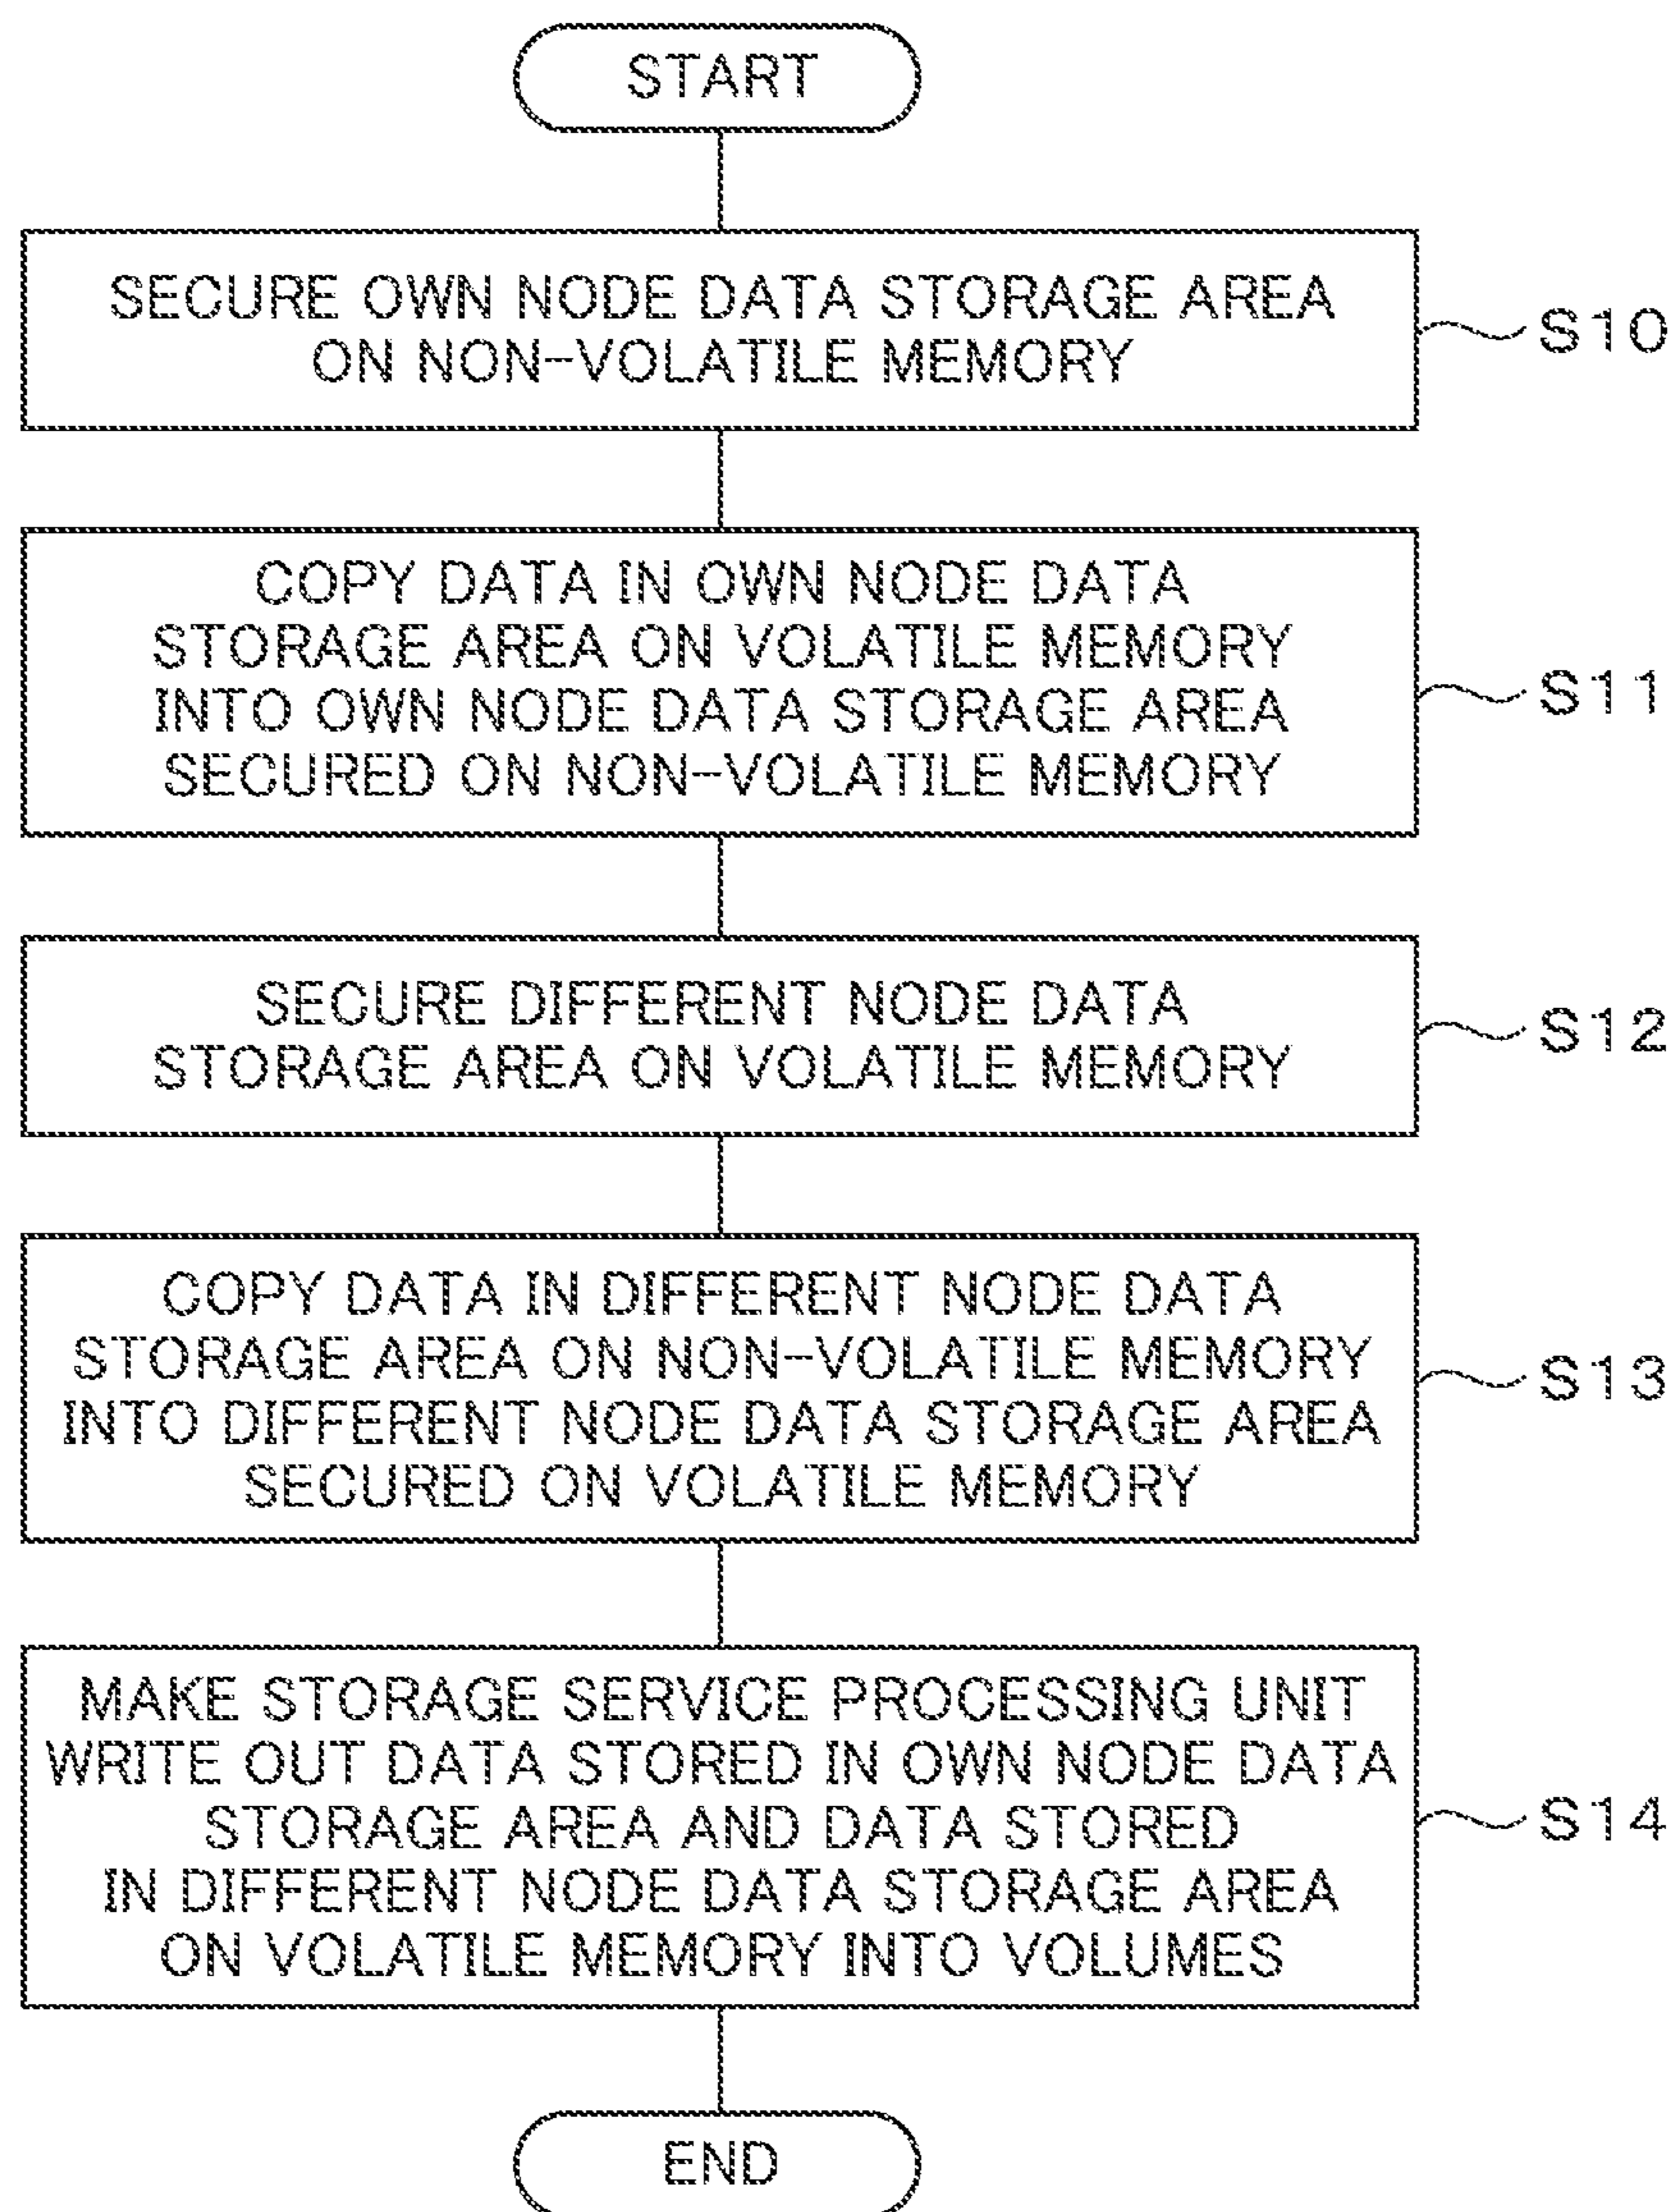 START
SECURE OWN NODE DATA STORAGE AREA
ON NON-VOLATILE MEMORY
S10
COPY DATA IN OWN NODE DATA
STORAGE AREA ON VOLATILE MEMORY
INTO OWN NODE DATA STORAGE AREA
SECURED ON NON-VOLATILE MEMORY
S11
SECURE DIFFERENT NODE DATA
STORAGE AREA ON VOLATILE MEMORY
S12
COPY DATA IN DIFFERENT NODE DATA
STORAGE AREA ON NON-VOLATILE MEMORY
INTO DIFFERENT NODE DATA STORAGE AREA
SECURED ON VOLATILE MEMORY
S13
MAKE STORAGE SERVICE PROCESSING UNIT
WRITE OUT DATA STORED IN OWN NODE DATA
STORAGE AREA AND DATA STORED
IN DIFFERENT NODE DATA STORAGE AREA
ON VOLATILE MEMORY INTO VOLUMES
S14
END